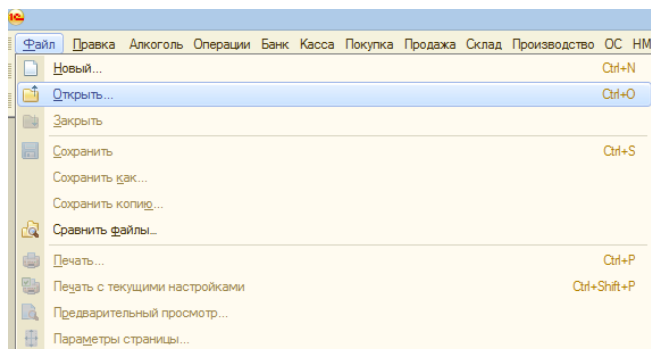 1С
Файл Правка Алкоголь Операции Банк Касса Покупка Продажа Склад Производство ОС НМ
Новый... Ctrl+N
Открыть... Ctrl+O
Закрыть
Сохранить Ctrl+S
Сохранить как...
Сохранить копию...
Сравнить файлы...
Печать... Ctrl+P
Печать с текущими настройками Ctrl+Shift+P
Предварительный просмотр...
Параметры страницы...